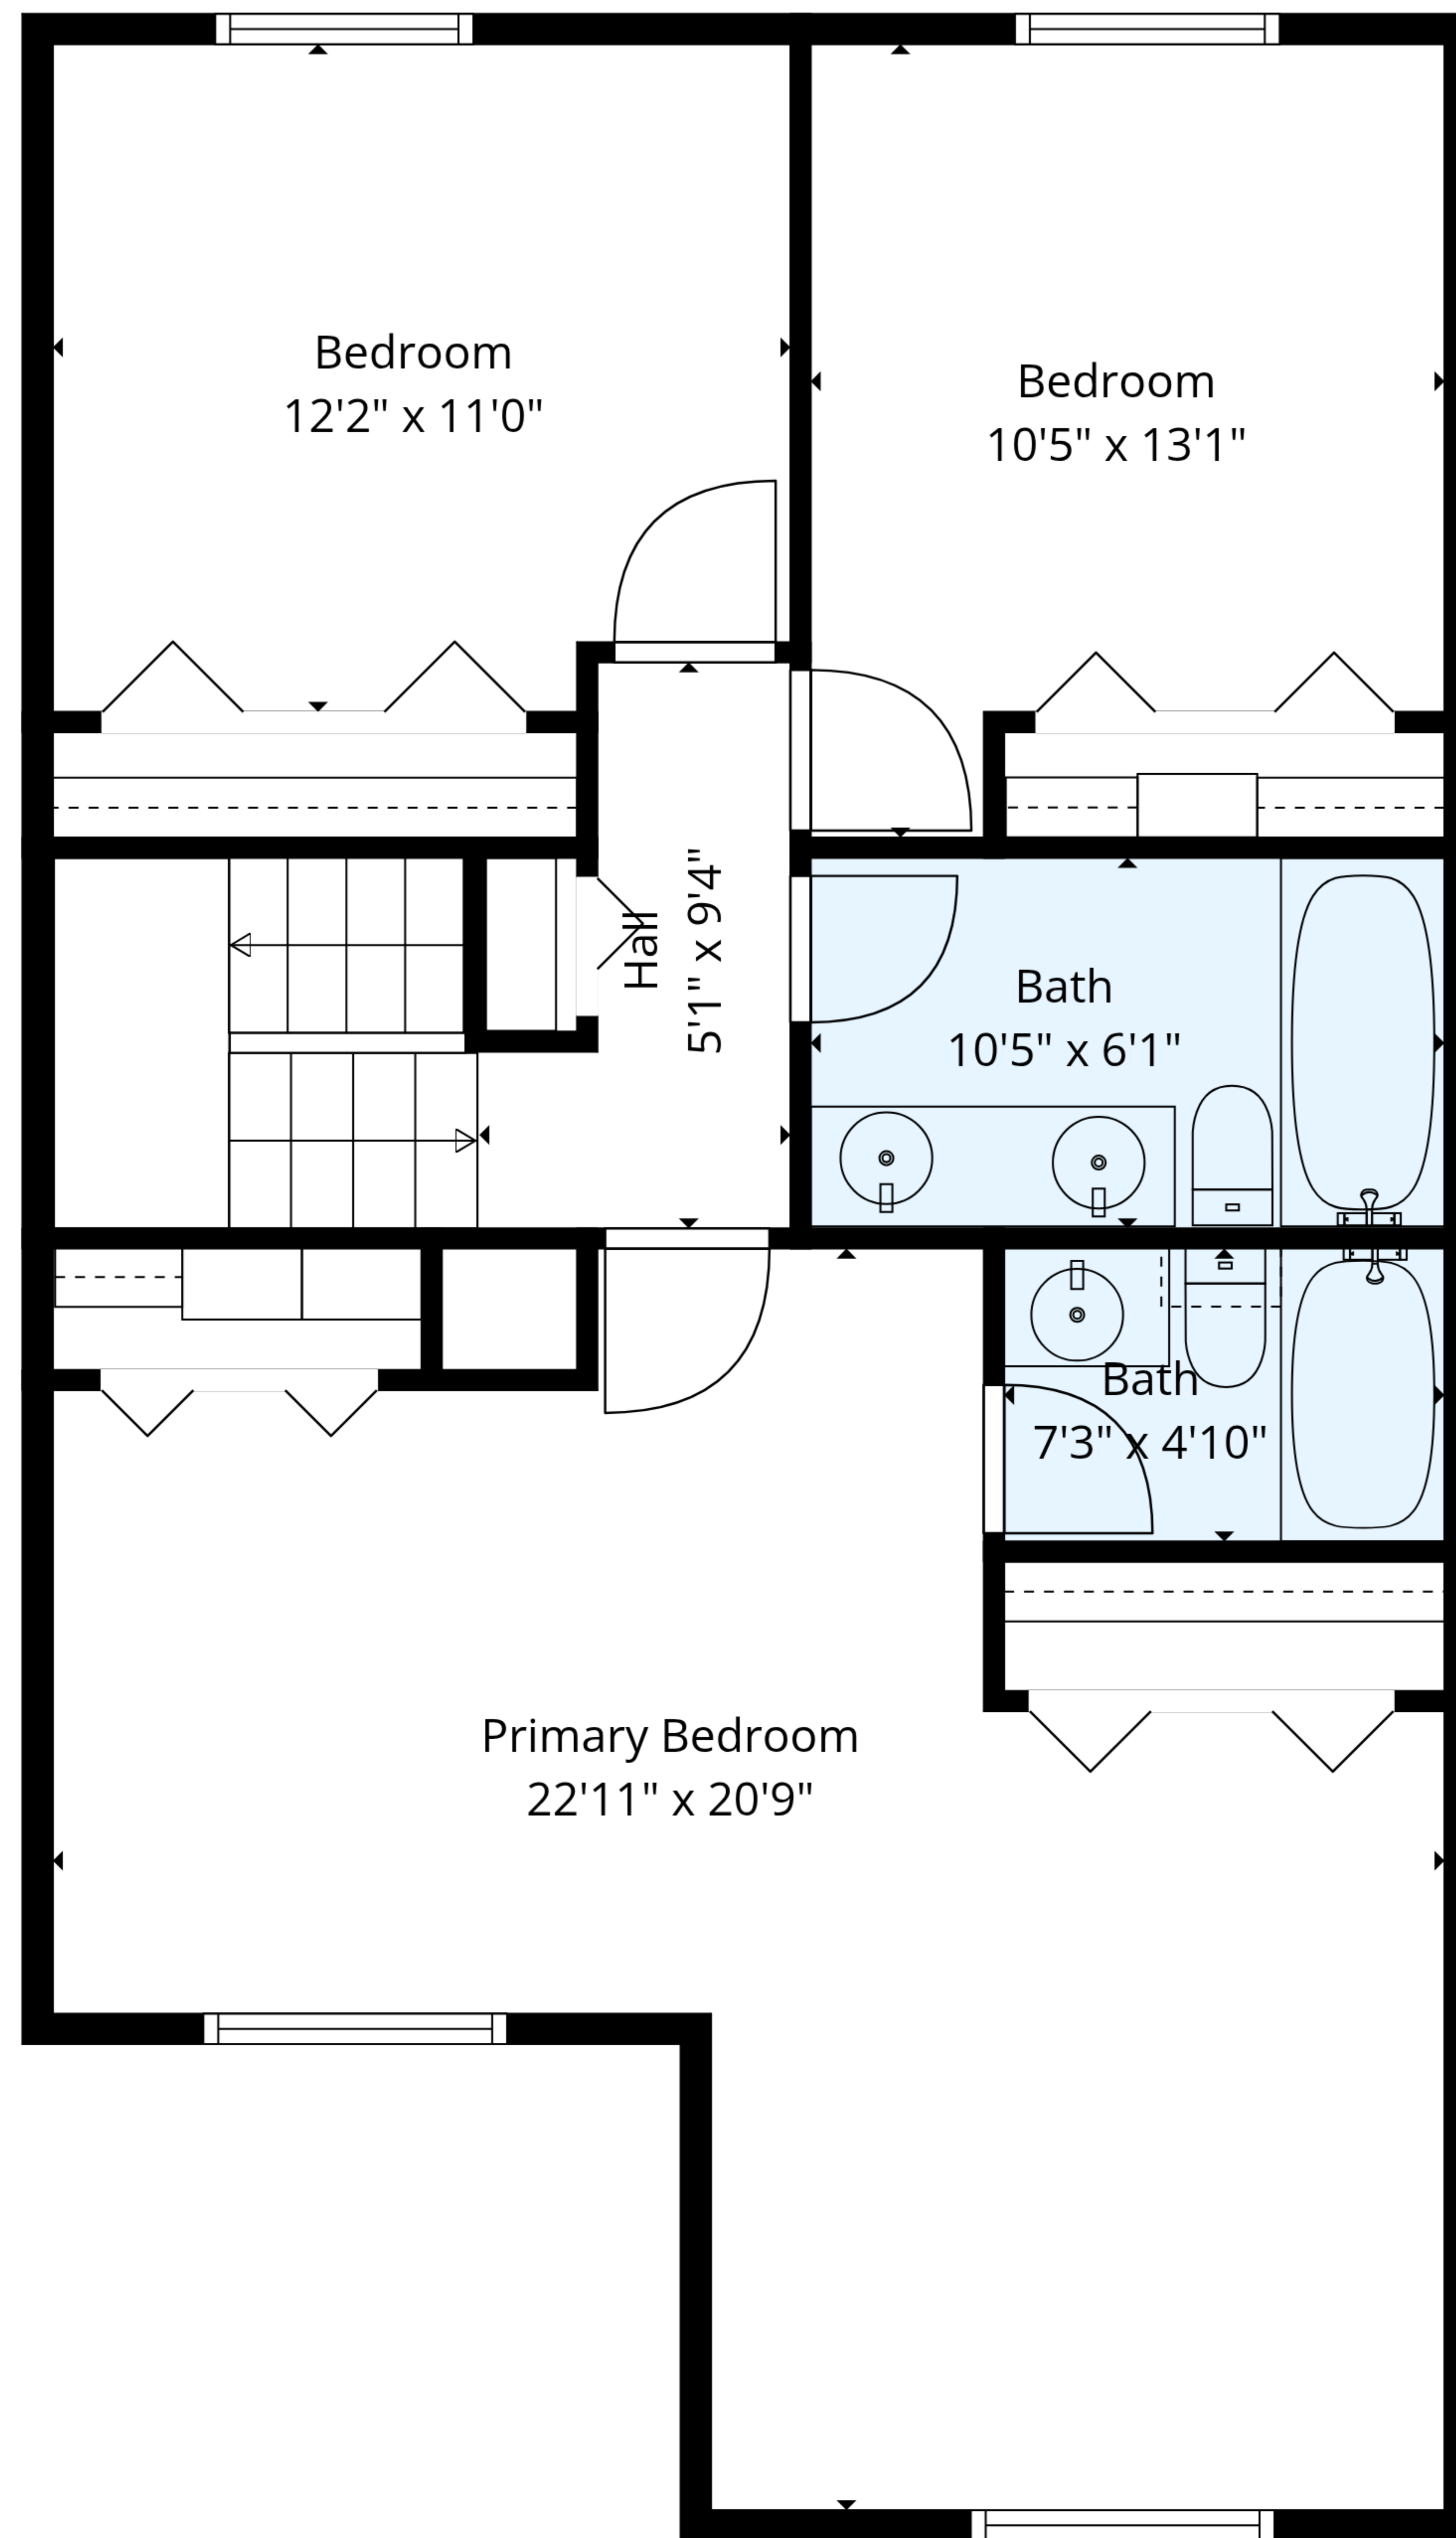 Bedroom
12'2" x 11'0"
Bedroom
10'5" x 13'1"
Hall
5'1" x 9'4"
Bath
10'5" x 6'1"
Bath
7'3" x 4'10"
Primary Bedroom
22'11" x 20'9"